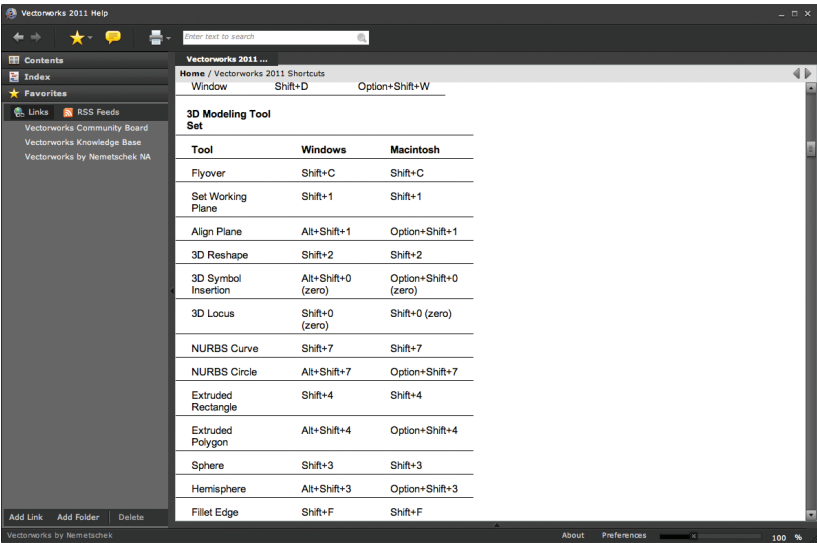 Vectorworks 2011 Help
Enter text to search
Contents
Index
Favorites
Links RSS Feeds
Vectorworks Community Board
Vectorworks Knowledge Base
Vectorworks by Nemetschek NA
Vectorworks 2011 ...
Home / Vectorworks 2011 Shortcuts
Window Shift+D Option+Shift+W
3D Modeling Tool
Set
Tool Windows Macintosh
Flyover Shift+C Shift+C
Set Working Shift+1 Shift+1
Plane
Align Plane Alt+Shift+1 Option+Shift+1
3D Reshape Shift+2 Shift+2
3D Symbol Alt+Shift+0 Option+Shift+0
Insertion (zero) (zero)
3D Locus Shift+0 Shift+0 (zero)
(zero)
NURBS Curve Shift+7 Shift+7
NURBS Circle Alt+Shift+7 Option+Shift+7
Extruded Shift+4 Shift+4
Rectangle
Extruded Alt+Shift+4 Option+Shift+4
Polygon
Sphere Shift+3 Shift+3
Hemisphere Alt+Shift+3 Option+Shift+3
Fillet Edge Shift+F Shift+F
Add Link Add Folder Delete
Vectorworks by Nemetschek
About Preferences 100 %